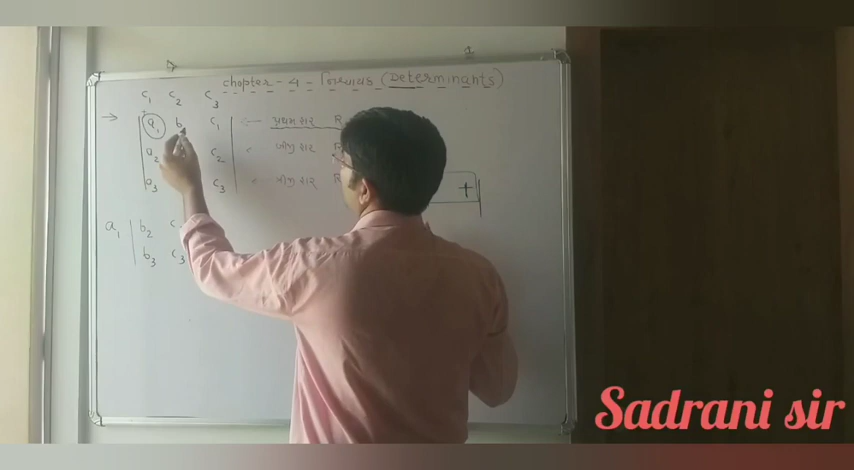 chapter - 4 - નિશ્ચાયક (Determinants)
c₁ c₂ c₃
→ a₁ b c₁ ← પ્રથમ હાર R
a₂ c₂ ← બીજી હાર R
a₃ c₃ ← ત્રીજી હાર R
+
a₁ b₂ c
b₃ c₃
Sadrani sir